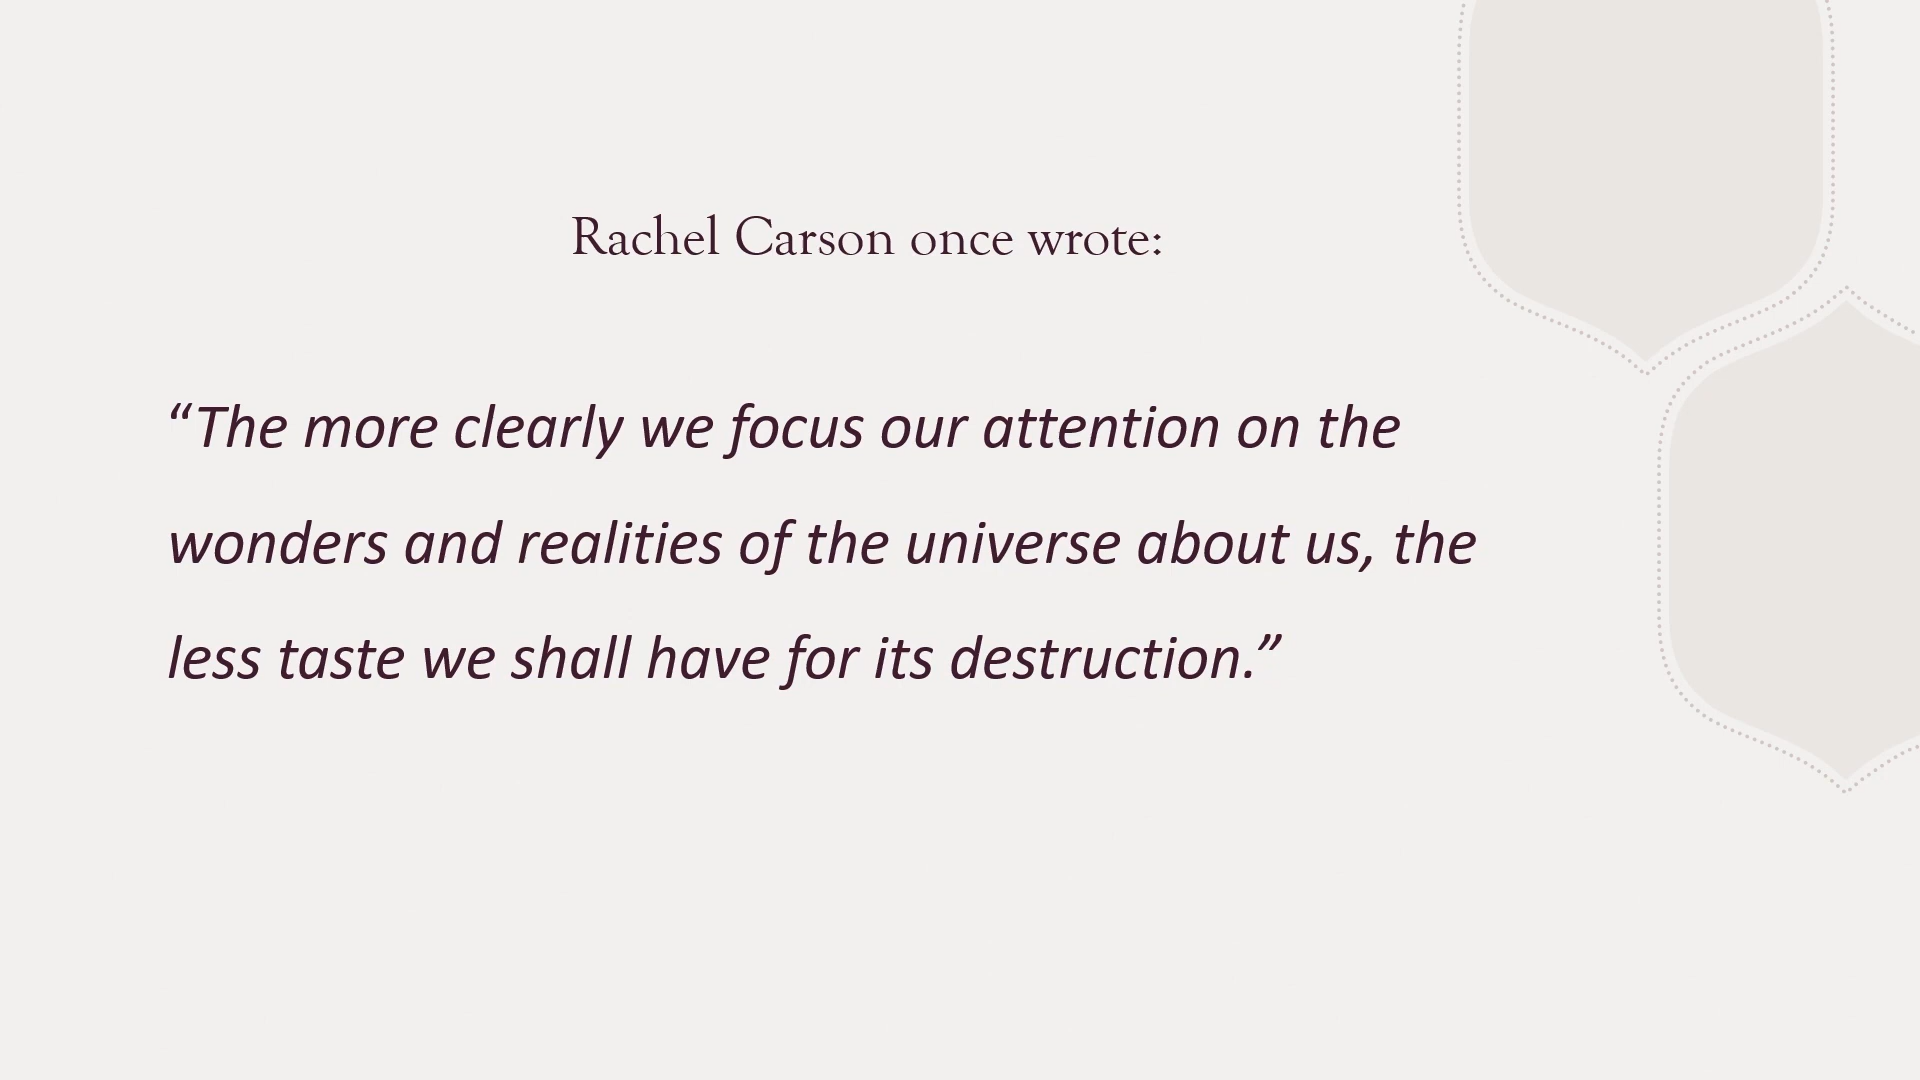 Rachel Carson once wrote:
“The more clearly we focus our attention on the
wonders and realities of the universe about us, the
less taste we shall have for its destruction.”